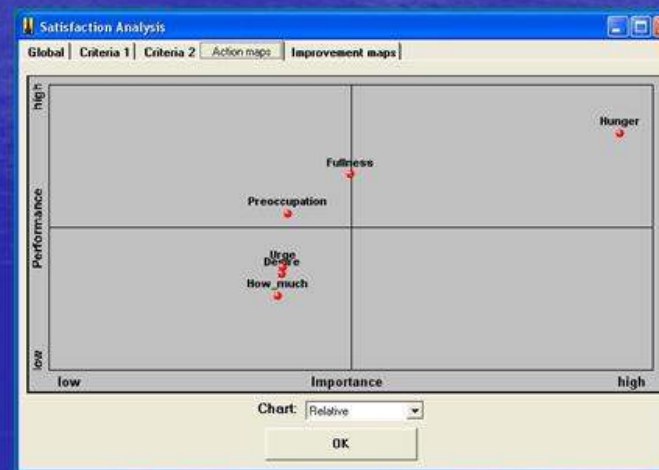 Satisfaction Analysis
Global Criteria 1 Criteria 2 Action maps Improvement maps
high
Performance
low
Hunger
Fullness
Preoccupation
Urge
Desire
How_much
low Importance high
Chart: Relative
OK